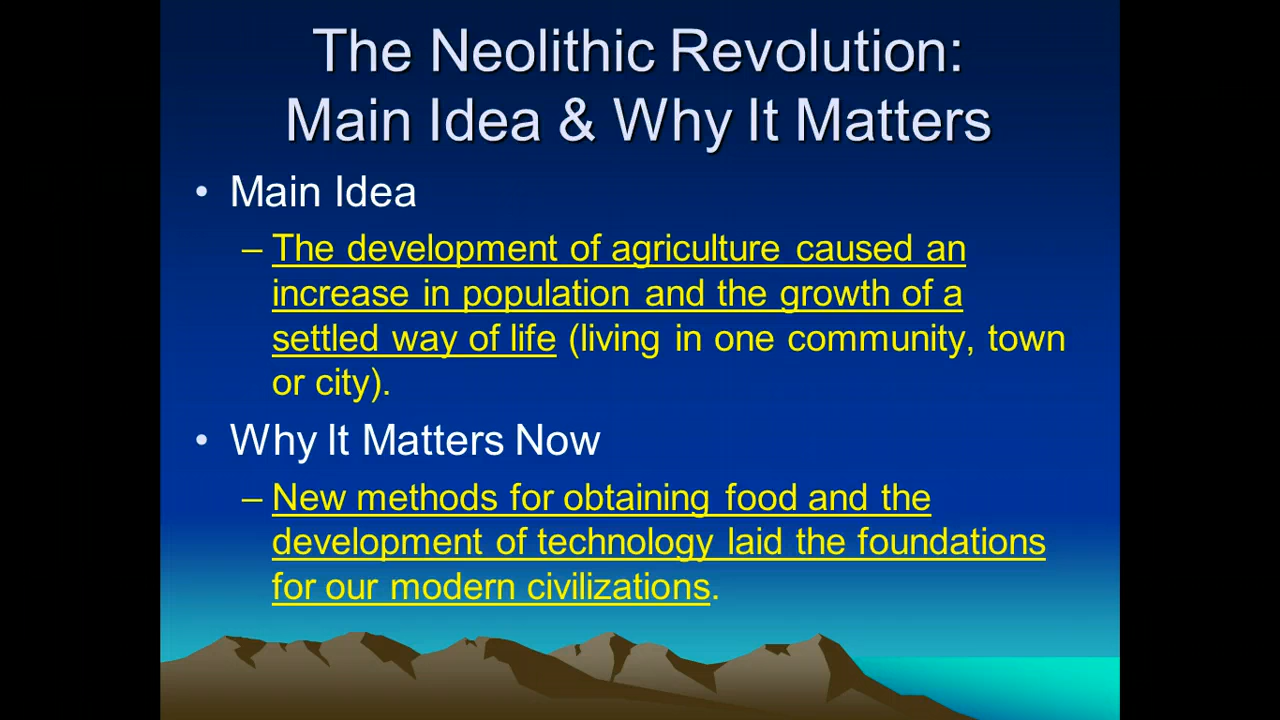 The Neolithic Revolution:
Main Idea & Why It Matters
• Main Idea
– The development of agriculture caused an
increase in population and the growth of a
settled way of life (living in one community, town
or city).
• Why It Matters Now
– New methods for obtaining food and the
development of technology laid the foundations
for our modern civilizations.